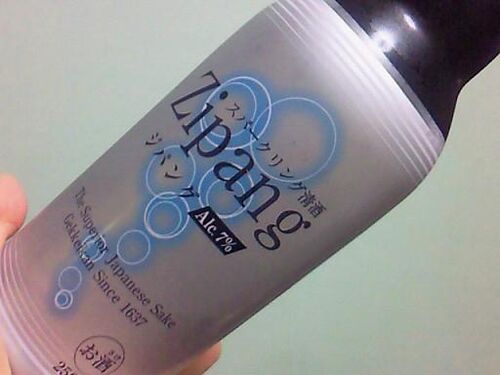 スパークリング清酒
Zipang
ジパング
Alc.7%
The Superior Japanese Sake
Gekkeikan Since 1637
お酒